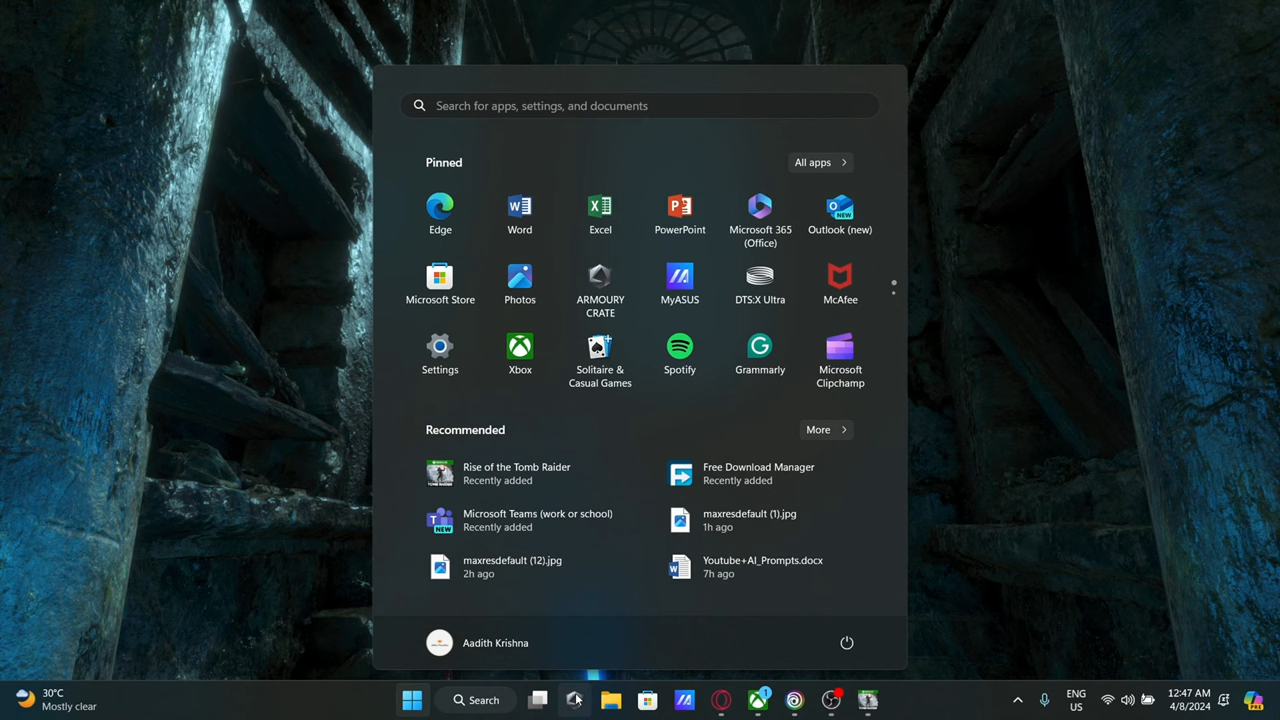 Search for apps, settings, and documents
Pinned
All apps
Edge
Word
Excel
PowerPoint
Microsoft 365
(Office)
Outlook (new)
NEW
Microsoft Store
Photos
ARMOURY
CRATE
MyASUS
DTS:X Ultra
McAfee
Settings
Xbox
Solitaire &
Casual Games
Spotify
Grammarly
Microsoft
Clipchamp
Recommended
More
Rise of the Tomb Raider
Recently added
Free Download Manager
Recently added
NEW
Microsoft Teams (work or school)
Recently added
maxresdefault (1).jpg
1h ago
maxresdefault (12).jpg
2h ago
Youtube+AI_Prompts.docx
7h ago
Aadith Krishna
30°C
Mostly clear
Search
1
ENG
US
12:47 AM
4/8/2024
PRE